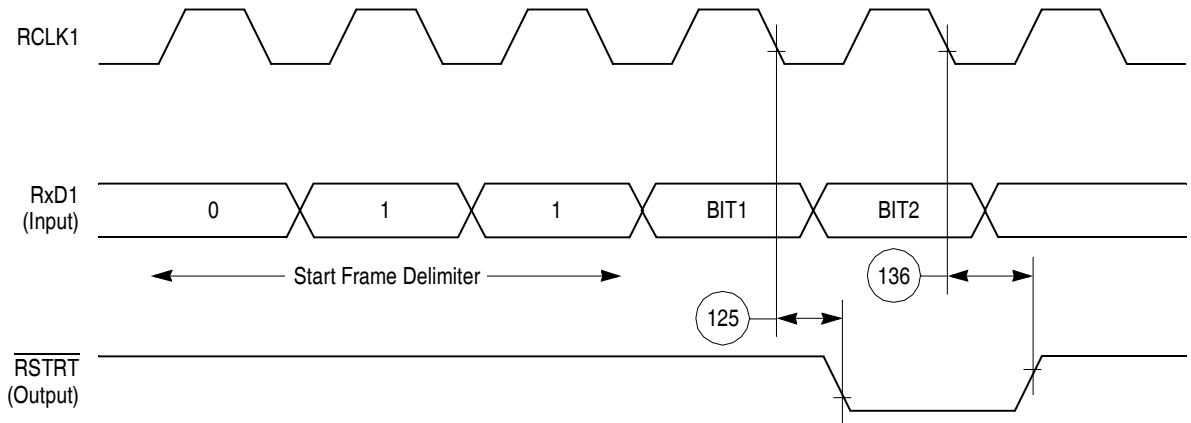 RCLK1
RxD1
(Input)
0 1 1 BIT1 BIT2
Start Frame Delimiter
136
125
RSTRT
(Output)